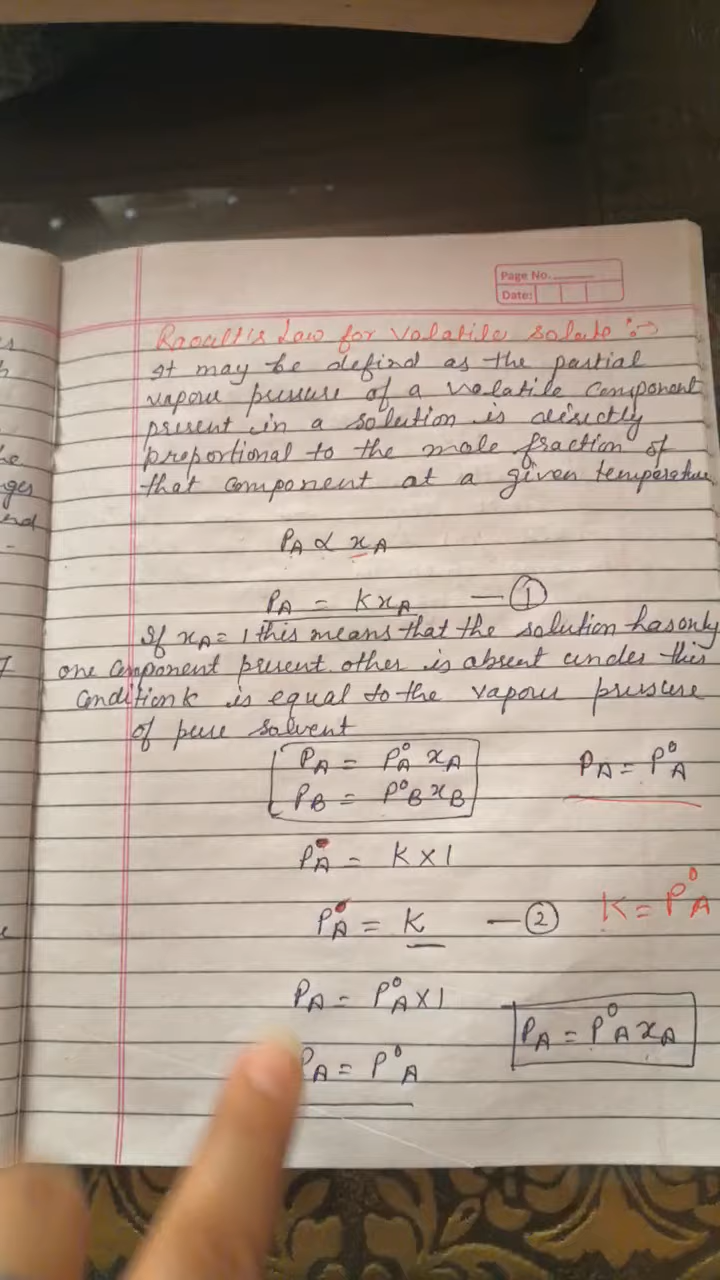 Page No.
Date:
Raoult's Law for volatile solute :->
It may be defind as the partial
vapour pressure of a volatile component
present in a solution is directly
proportional to the mole fraction of
that component at a given temperature
PA ∝ xA
PA = KxA — ①
If xA = 1 this means that the solution has only
one component present other is absent under this
condition k is equal to the vapour pressure
of pure solvent
PA = P°A xA
PB = P°B xB
PA = P°A
P°A = K × 1
P°A = K — ②
K = P°A
PA = P°A × 1
PA = P°A xA
PA = P°A